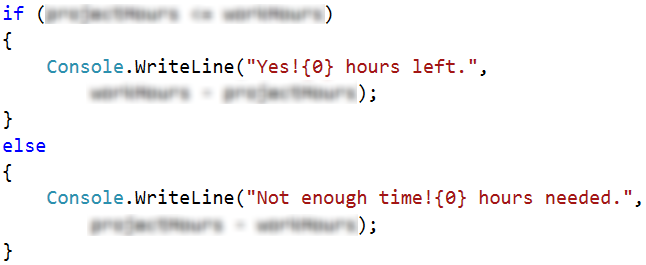 if (
{
Console.WriteLine("Yes!{0} hours left.",
);
}
else
{
Console.WriteLine("Not enough time!{0} hours needed.",
);
}